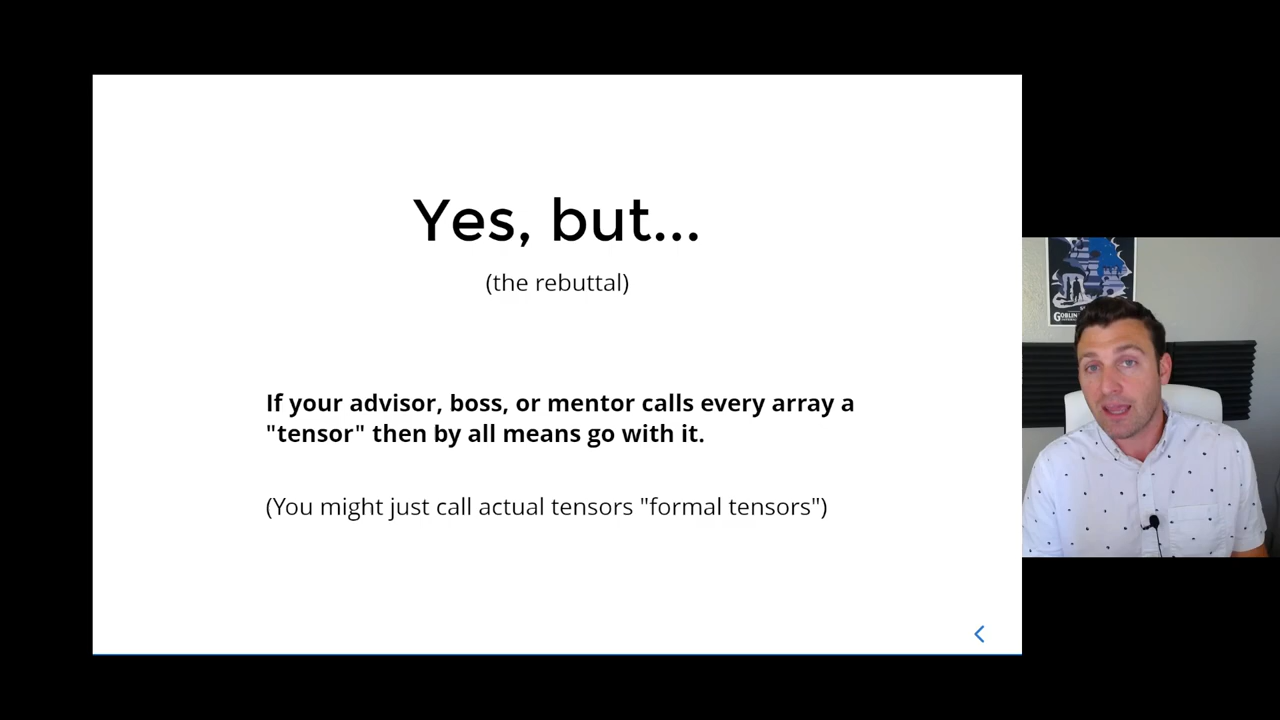 Yes, but...
(the rebuttal)
If your advisor, boss, or mentor calls every array a
"tensor" then by all means go with it.
(You might just call actual tensors "formal tensors")
GOBLIN